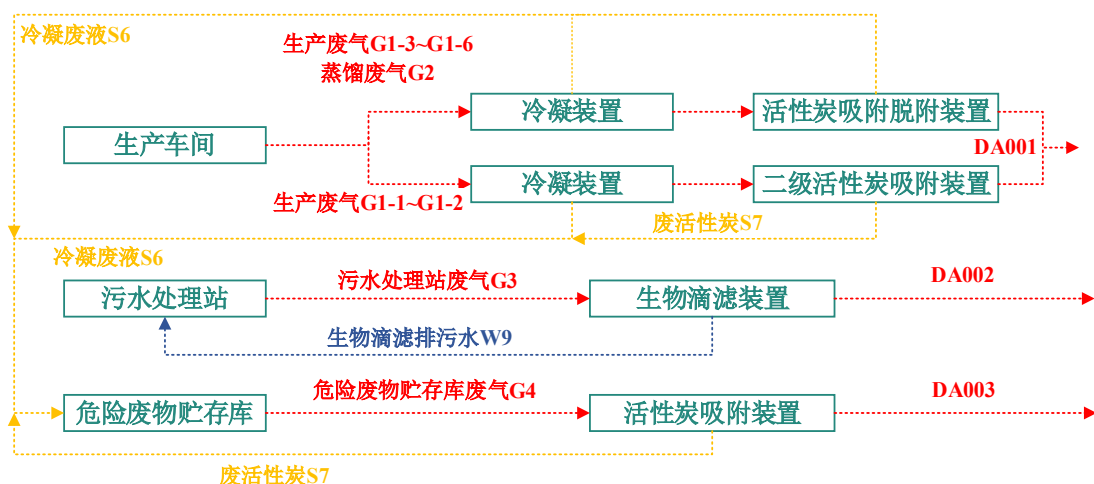 冷凝废液S6
生产废气G1-3~G1-6
蒸馏废气G2
冷凝装置
活性炭吸附脱附装置
生产车间
DA001
冷凝装置
二级活性炭吸附装置
生产废气G1-1~G1-2
废活性炭S7
冷凝废液S6
污水处理站废气G3
DA002
污水处理站
生物滴滤装置
生物滴滤排污水W9
危险废物贮存库废气G4
DA003
危险废物贮存库
活性炭吸附装置
废活性炭S7